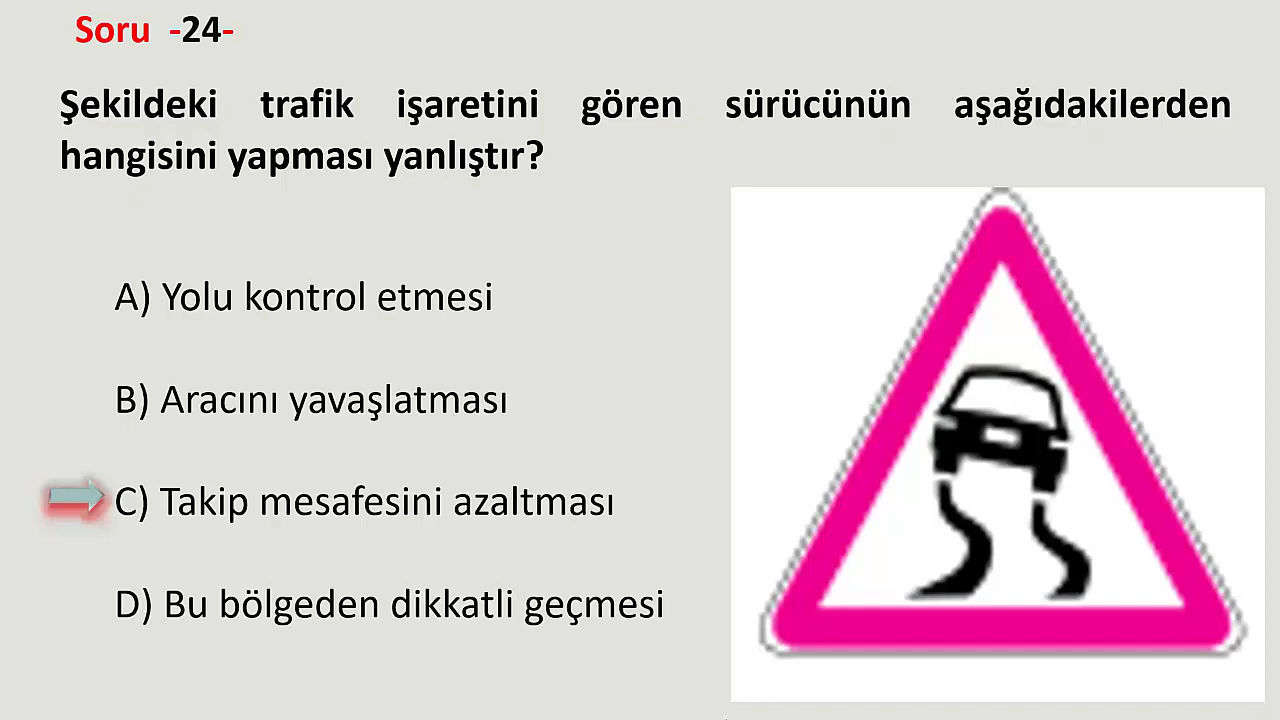 Soru -24-
Şekildeki trafik işaretini gören sürücünün aşağıdakilerden
hangisini yapması yanlıştır?
A) Yolu kontrol etmesi
B) Aracını yavaşlatması
C) Takip mesafesini azaltması
D) Bu bölgeden dikkatli geçmesi